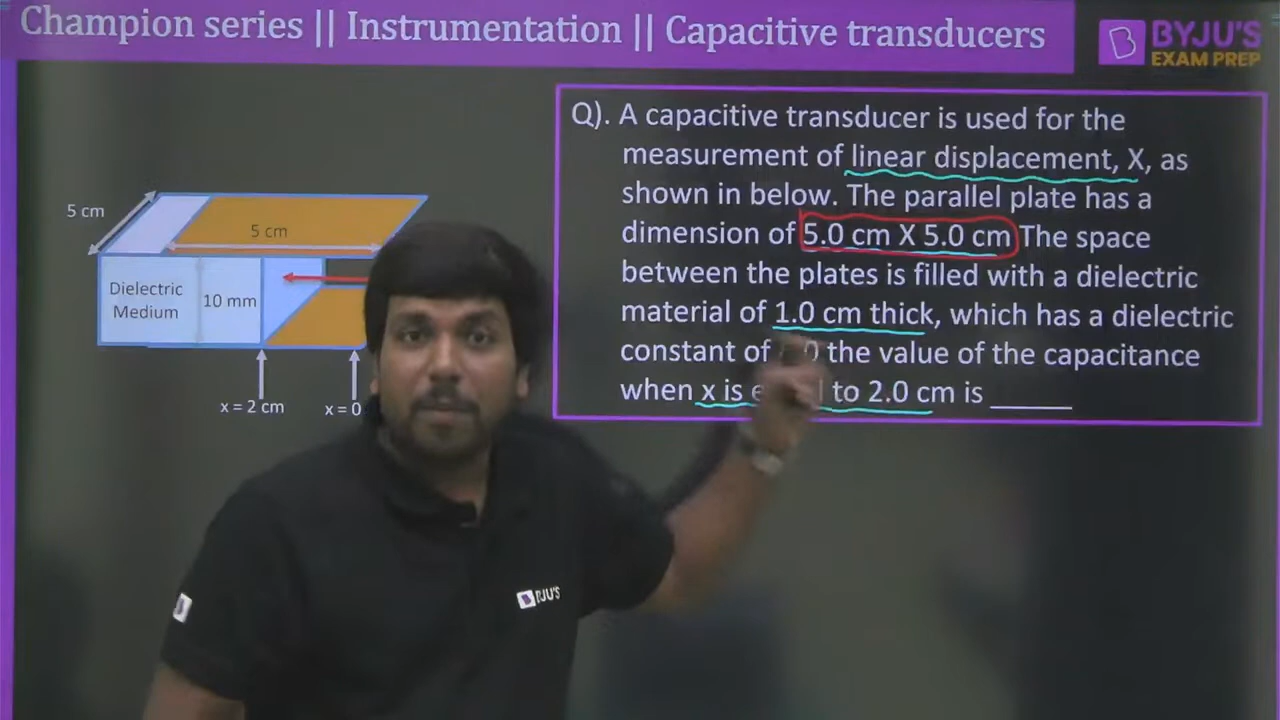 Champion series || Instrumentation || Capacitive transducers
BYJU'S
EXAM PREP
Q). A capacitive transducer is used for the
measurement of linear displacement, X, as
shown in below. The parallel plate has a
dimension of 5.0 cm X 5.0 cm The space
between the plates is filled with a dielectric
material of 1.0 cm thick, which has a dielectric
constant of the value of the capacitance
when x is to 2.0 cm is ______
5 cm
5 cm
Dielectric
Medium
10 mm
x = 2 cm
x = 0
BYJU'S